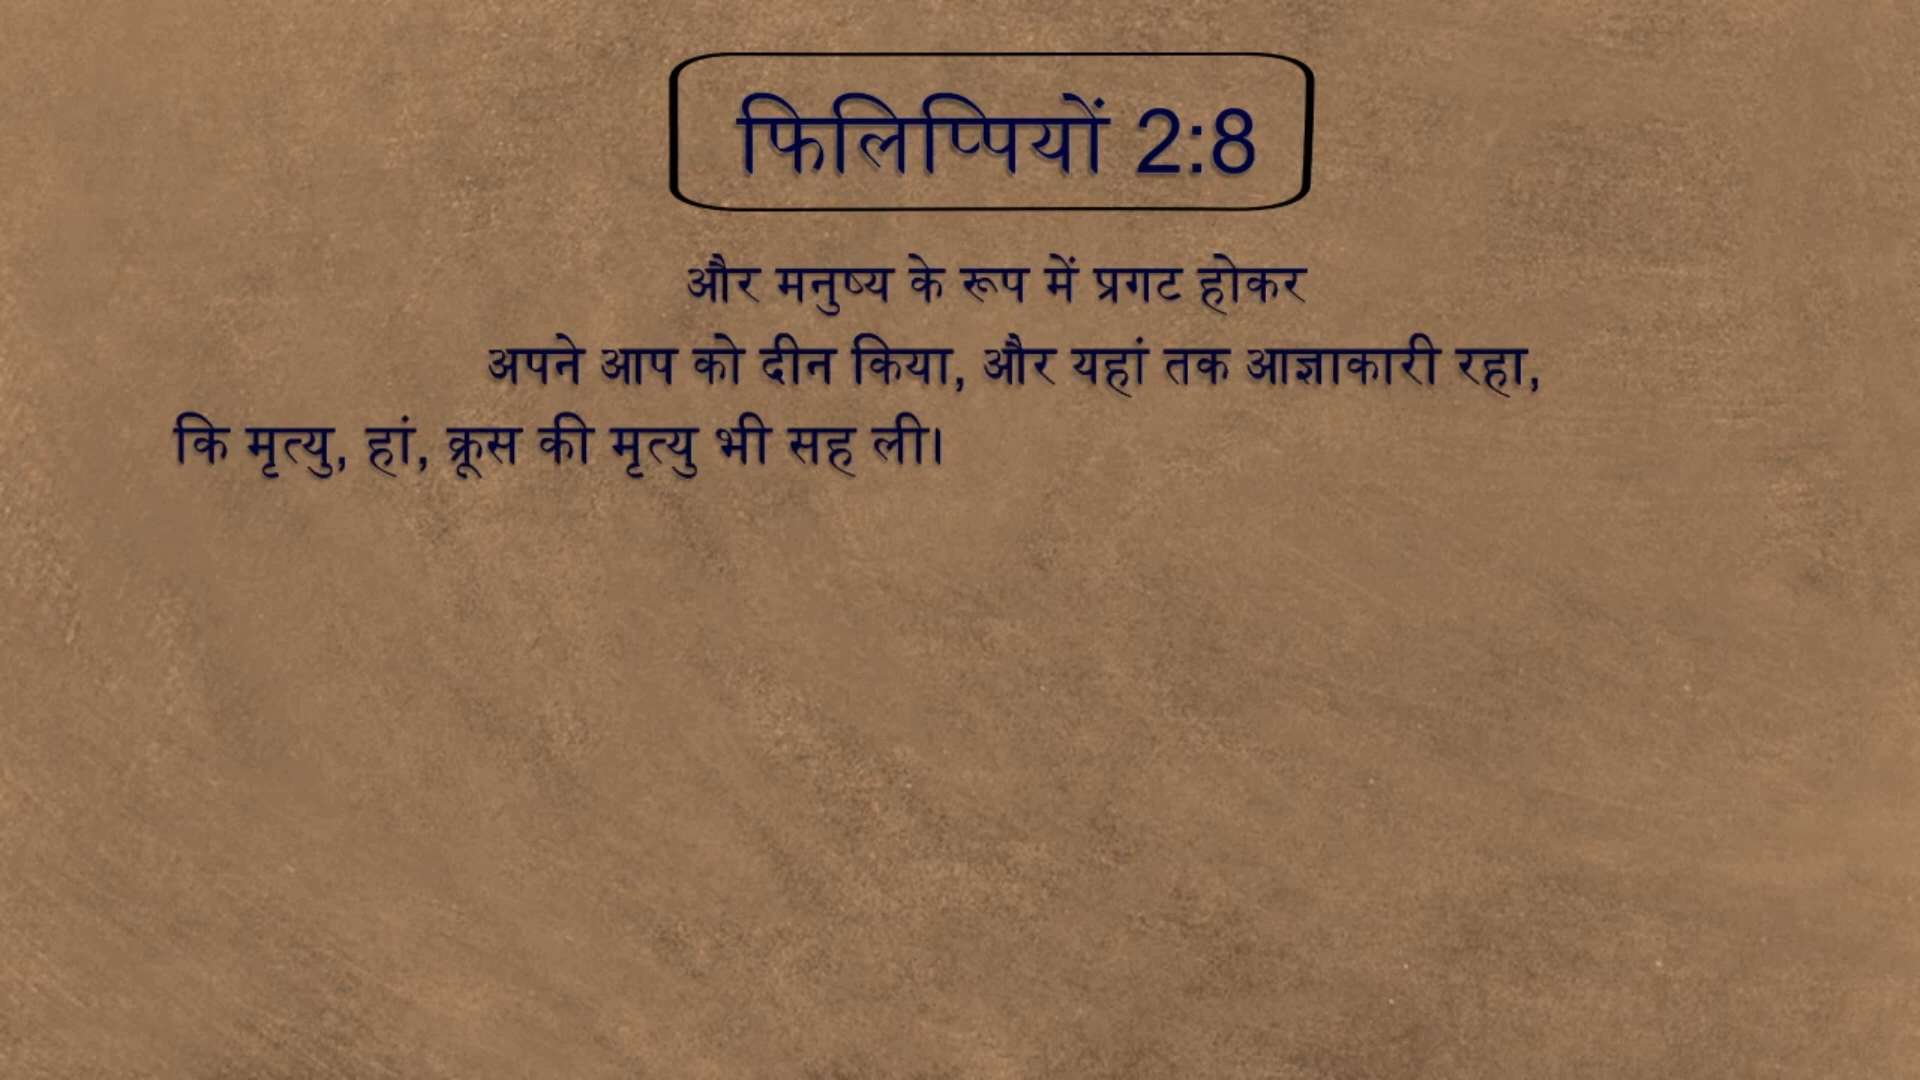 फिलिप्पियों 2:8
और मनुष्य के रूप में प्रगट होकर
अपने आप को दीन किया, और यहां तक आज्ञाकारी रहा,
कि मृत्यु, हां, क्रूस की मृत्यु भी सह ली।